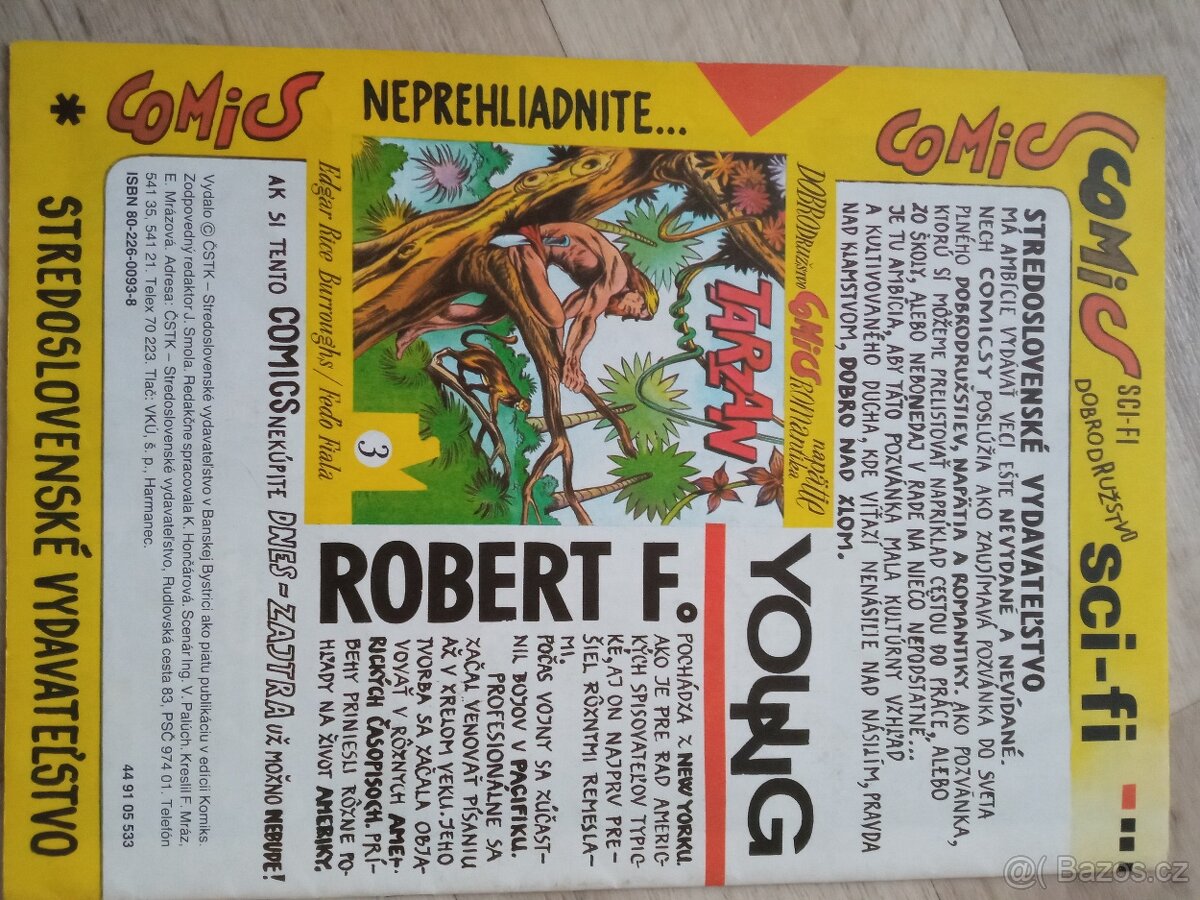 COMICS SCI-FI
DOBRODRUŽSTVO sci-fi ...
COMICS
STREDOSLOVENSKÉ VYDAVATEĽSTVO
MÁ AMBÍCIE VYDÁVAŤ VECI EŠTE NEVYDANÉ A NEVÍDANÉ.
NECH COMICSY POSLÚŽIA AKO ZAUJÍMAVÁ POZVÁNKA DO SVETA
PLNÉHO DOBRODRUŽSTIEV, NAPÄTIA A ROMANTIKY. AKO POZVÁNKA,
KTORÚ SI MÔŽEME PRELISTOVAŤ NAPRÍKLAD CESTOU DO PRÁCE, ALEBO
ZO ŠKOLY, ALEBO NEBODNEDAJ V RADE NA NIEČO NEPODSTATNÉ...
JE TU AMBÍCIA, ABY TÁTO POZVÁNKA MALA KULTÚRNY VZHĽAD
A KULTIVOVANÉHO DUCHA, KDE VÍŤAZÍ NENÁSILIE NAD NÁSILÍM, PRAVDA
NAD KLAMSTVOM, DOBRO NAD ZLOM.
NEPREHLIADNITE...
DOBRODružstvo COMICS napätie
ROMANtika
TARZAN
3
Edgar Rice Burroughs / Feďo Fiala
YOUNG
ROBERT F.
POCHÁDZA Z NEW YORKU.
AKO JE PRE RAD AMERIC-
KÝCH SPISOVATEĽOV TYPIC-
KÉ, AJ ON NAJPRV PRE-
ŠIEL RÔZNYMI REMESLA-
MI.
POČAS VOJNY SA ZÚČAST-
NIL BOJOV V PACIFIKU.
PROFESIONÁLNE SA
ZAČAL VENOVAŤ PÍSANIU
AŽ V ZRELOM VEKU. JEHO
TVORBA SA ZAČALA OBJA-
VOVAŤ V RÔZNYCH AME-
RICKÝCH ČASOPISOCH PRÍ-
BEHY PRINIESLI RÔZNE PO-
HĽADY NA ŽIVOT AMERIKY.
AK SI TENTO COMICS NEKÚPITE DNES - ZAJTRA UŽ MOŽNO NEBUDE!
COMICS
Vydalo © ČSTK – Stredoslovenské vydavateľstvo v Banskej Bystrici ako piatu publikáciu v edícii Komiks.
Zodpovedný redaktor J. Smola. Redakčne spracovala K. Hončárová. Scenár Ing. V. Palúch. Kreslil F. Mráz,
E. Mrázová. Adresa: ČSTK – Stredoslovenské vydavateľstvo, Rudlovská cesta 83, PSČ 974 01. Telefón
541 35, 541 21. Telex 70 223. Tlač: VKÚ, š. p., Harmanec.
ISBN 80-226-0093-8 44 91 05 533
* STREDOSLOVENSKÉ VYDAVATEĽSTVO
@( Bazos.cz